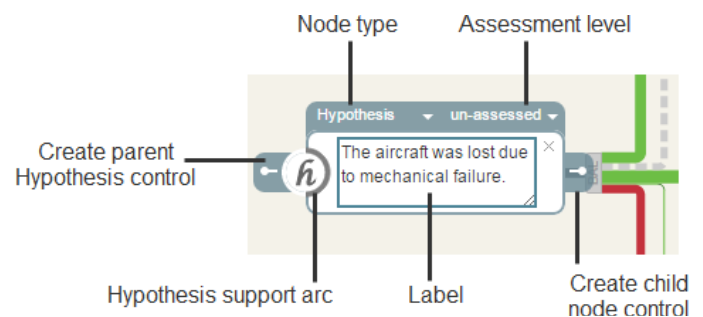 Node type
Assessment level
Hypothesis
un-assessed
Create parent
Hypothesis control
The aircraft was lost due
to mechanical failure.
Hypothesis support arc
Label
Create child
node control